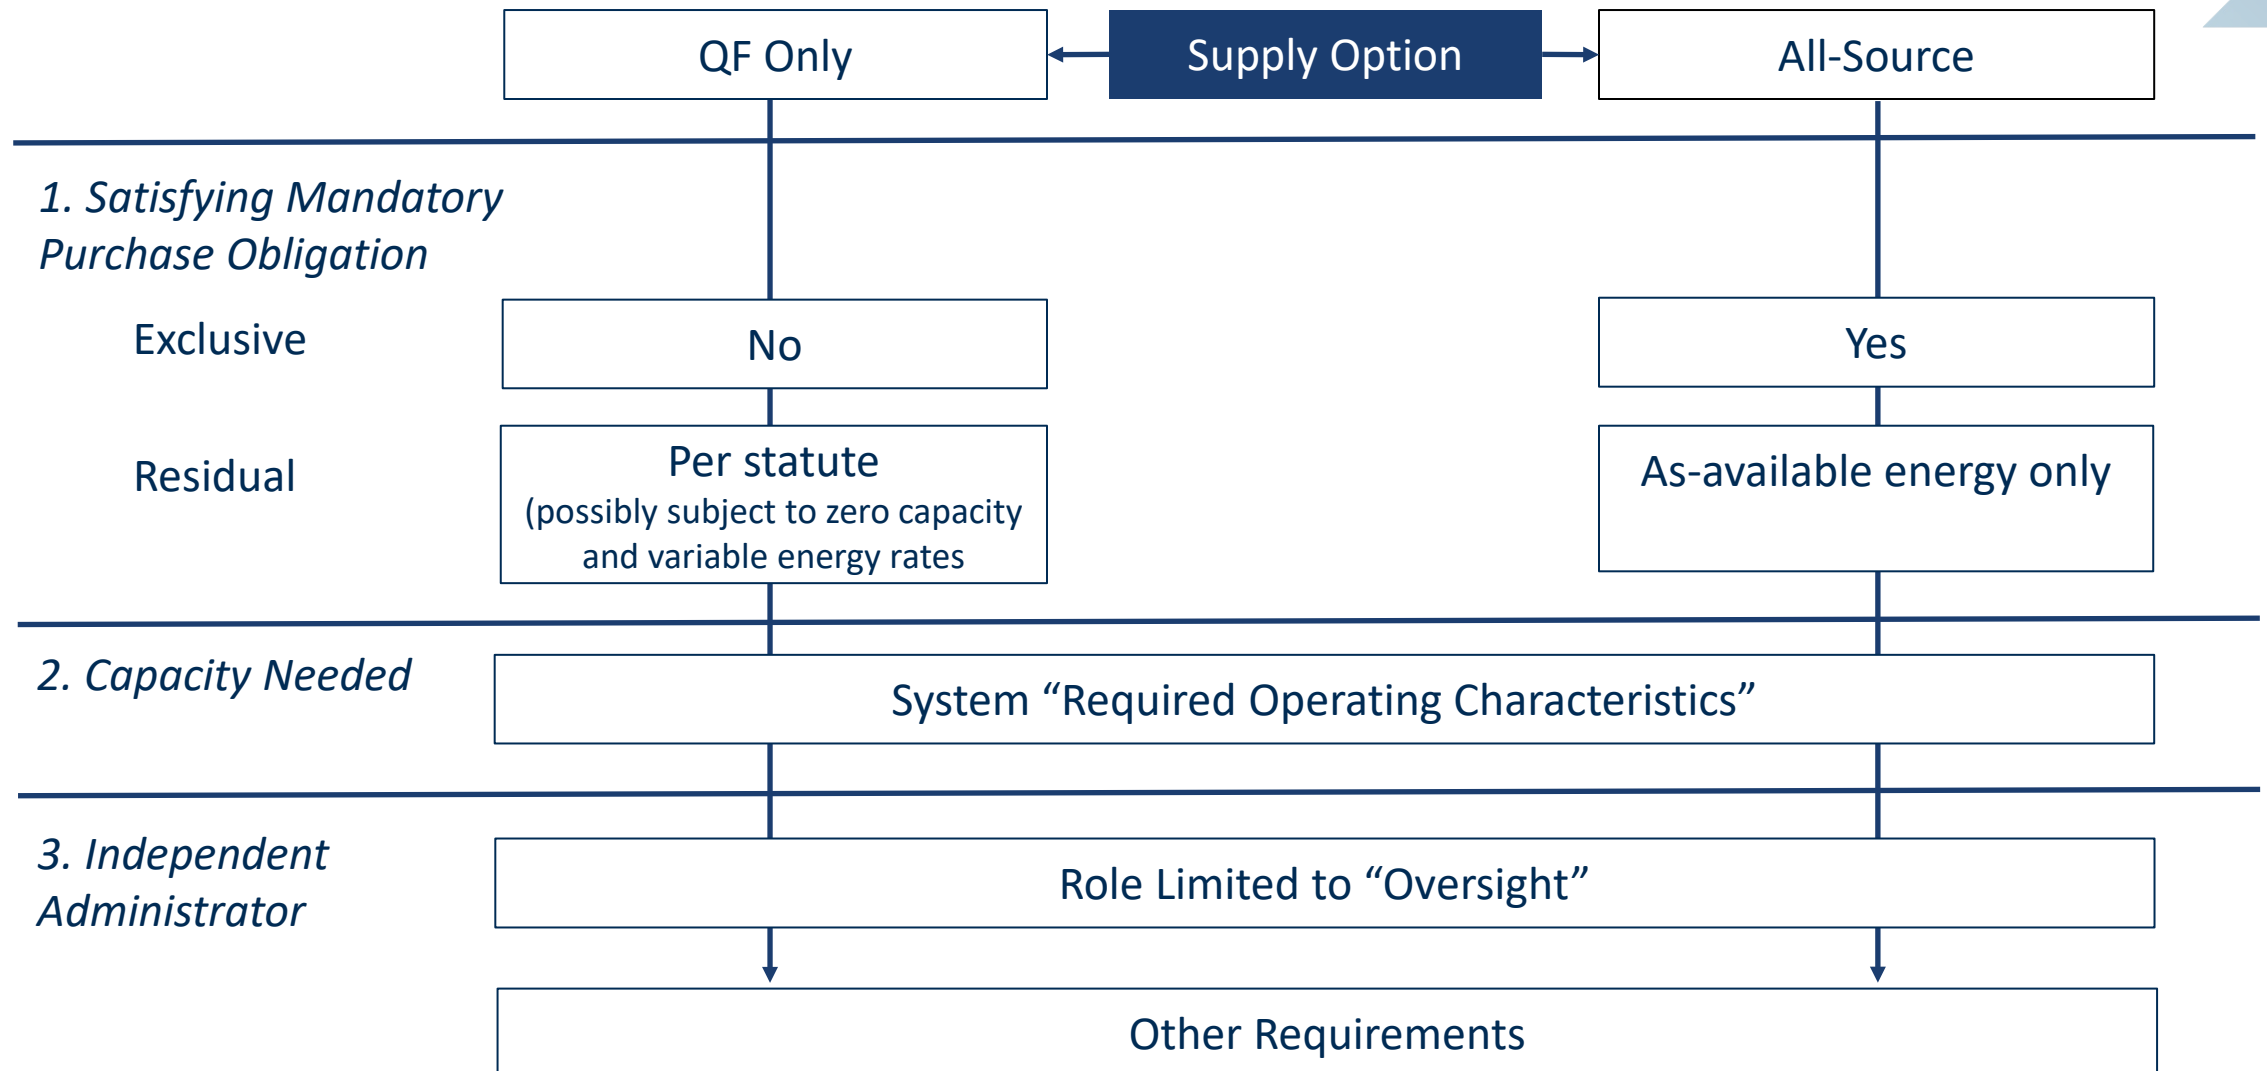 QF Only
Supply Option
All-Source
1. Satisfying Mandatory
Purchase Obligation
Exclusive
No
Yes
Residual
Per statute
(possibly subject to zero capacity
and variable energy rates
As-available energy only
2. Capacity Needed
System “Required Operating Characteristics”
3. Independent
Administrator
Role Limited to “Oversight”
Other Requirements